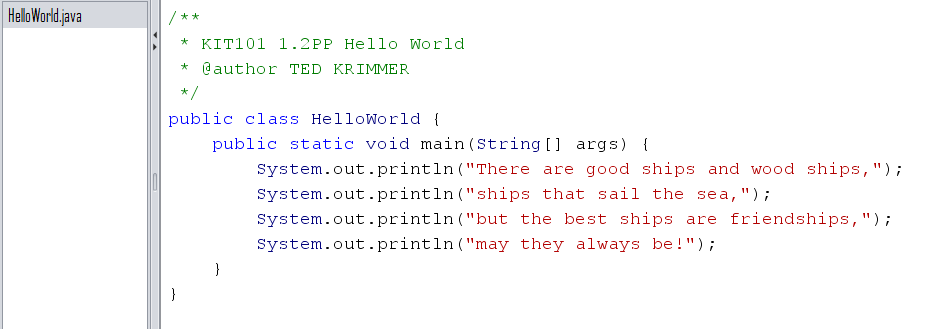 HelloWorld.java
/**
 * KIT101 1.2PP Hello World
 * @author TED KRIMMER
 */
public class HelloWorld {
    public static void main(String[] args) {
        System.out.println("There are good ships and wood ships,");
        System.out.println("ships that sail the sea,");
        System.out.println("but the best ships are friendships,");
        System.out.println("may they always be!");
    }
}